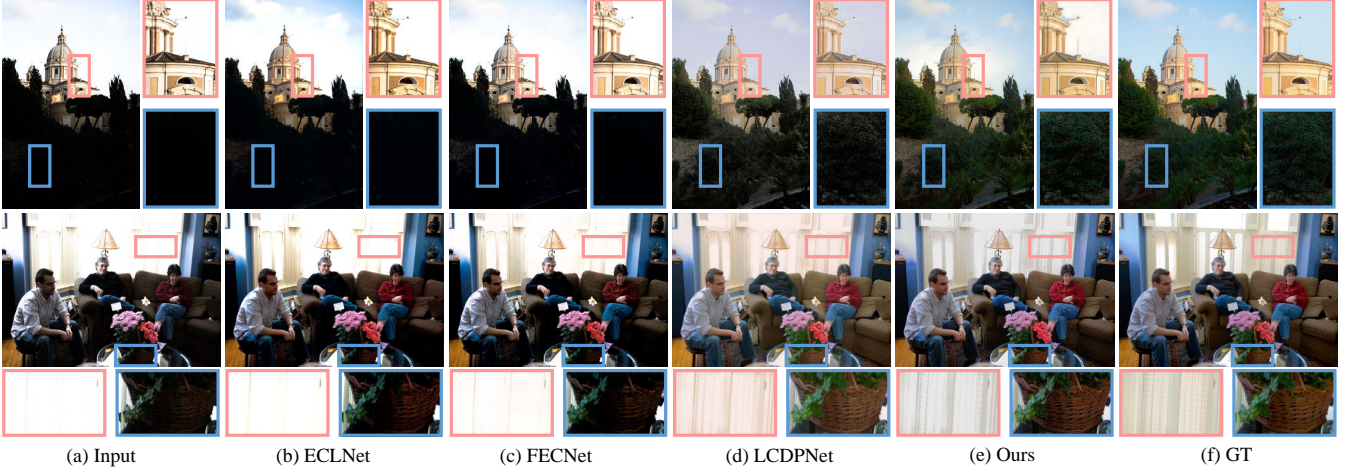 (a) Input
(b) ECLNet
(c) FECNet
(d) LCDPNet
(e) Ours
(f) GT